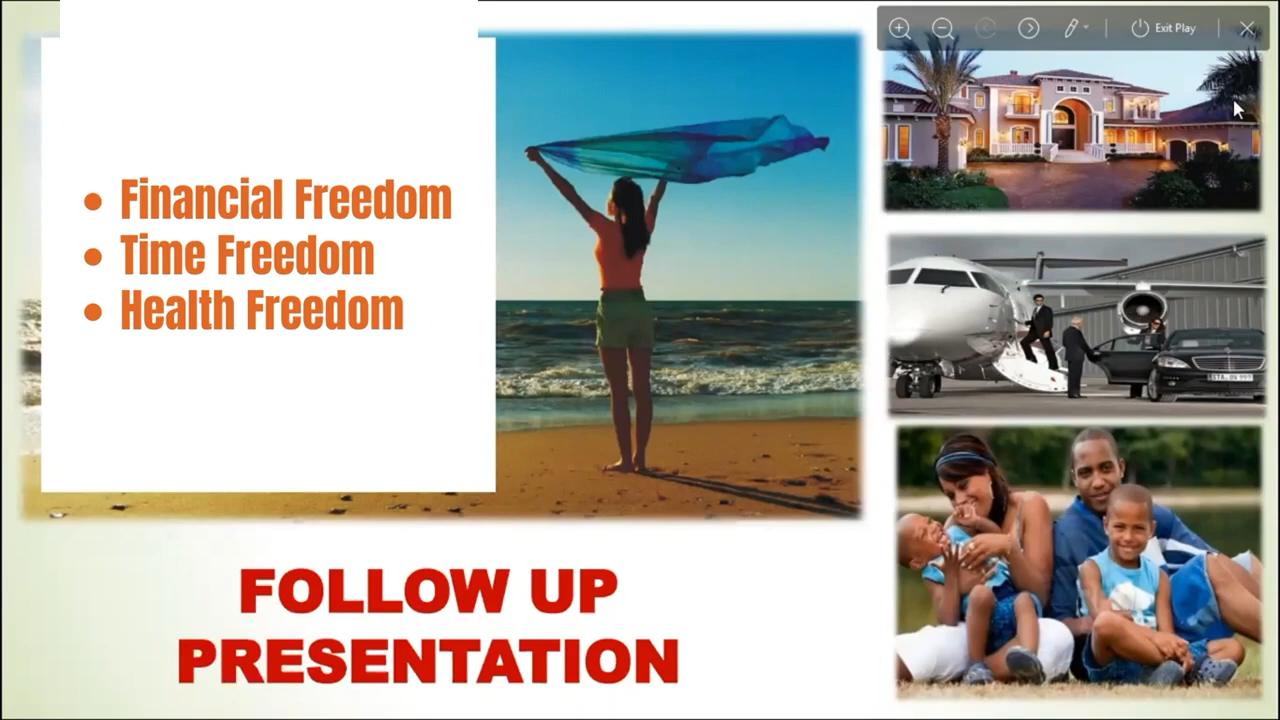 Financial Freedom
Time Freedom
Health Freedom
Exit Play
FOLLOW UP
PRESENTATION